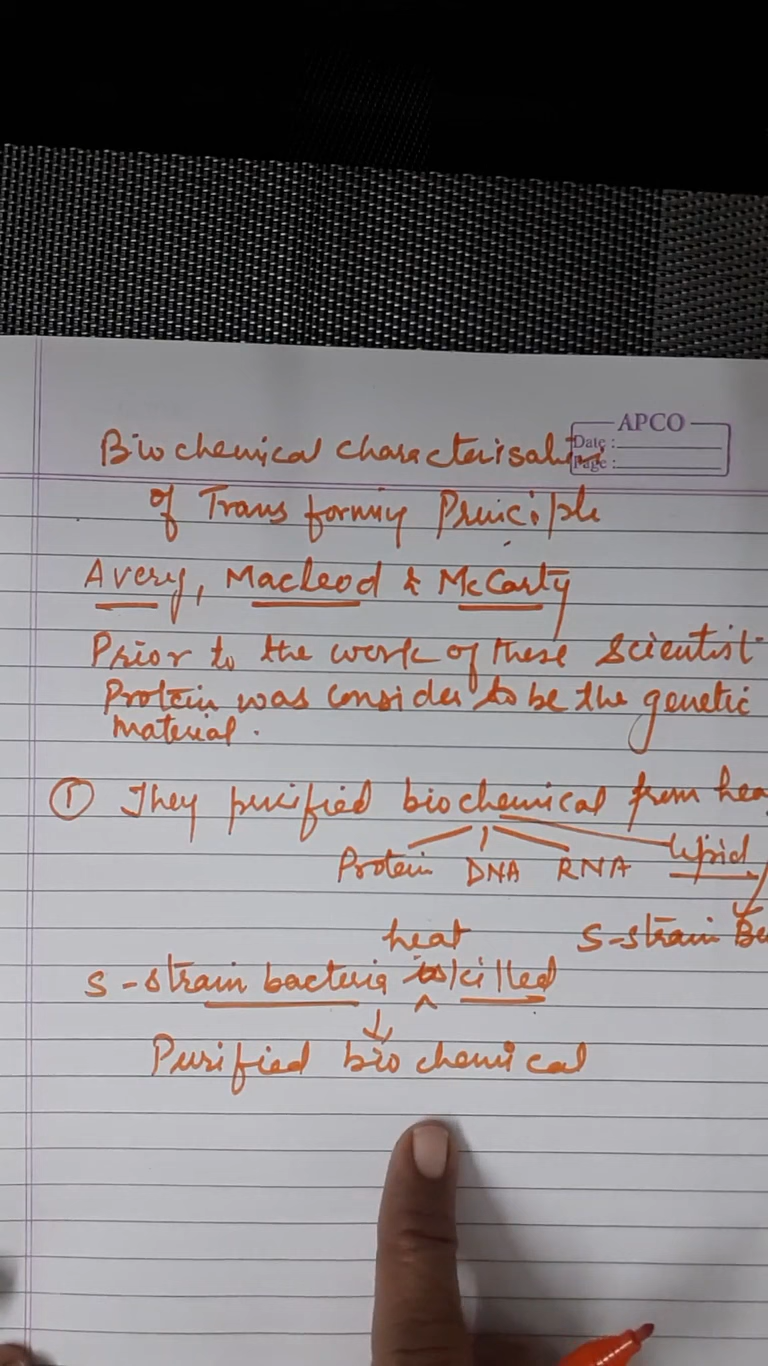 APCO
Date :
Page :
Biochemical characterisation
of Transforming Principle
Avery, Macleod & McCarty
Prior to the work of these Scientist
Protein was consider to be the genetic
material.
① They purified biochemical from hea
Protein DNA RNA lipid
heat S-strain Ba
S-strain bacteria is killed
^
Purified biochemical